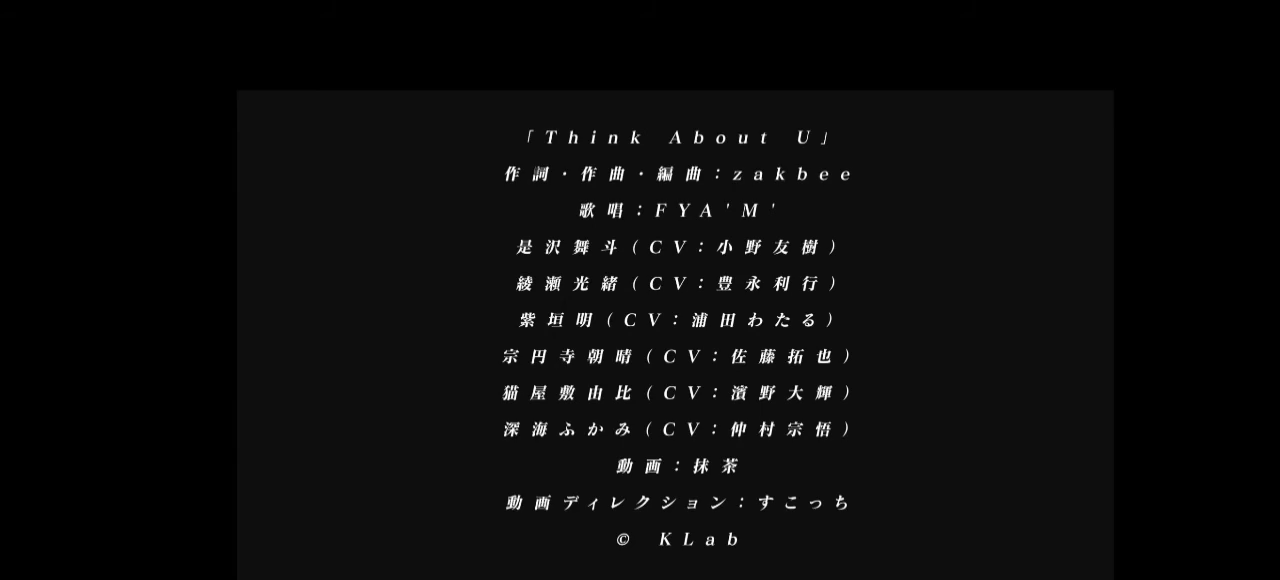 「Think About U」
作詞・作曲・編曲：zakbee
歌唱：FYA'M'
是沢舞斗(CV：小野友樹)
綾瀬光緒(CV：豊永利行)
紫垣明(CV：浦田わたる)
宗円寺朝晴(CV：佐藤拓也)
猫屋敷由比(CV：濱野大輝)
深海ふかみ(CV：仲村宗悟)
動画：抹茶
動画ディレクション：すこっち
© KLab